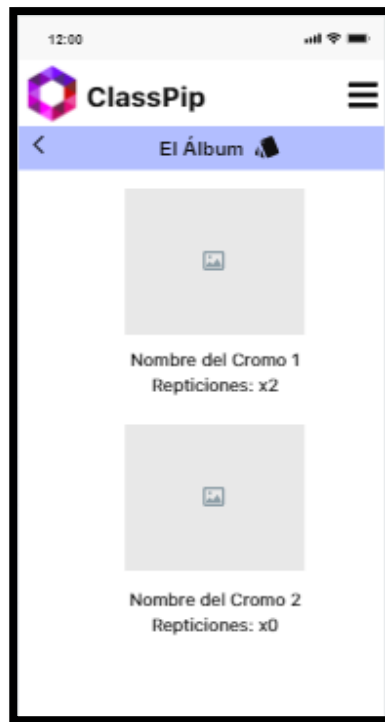 12:00
ClassPip
El Álbum
Nombre del Cromo 1
Repticiones: x2
Nombre del Cromo 2
Repticiones: x0